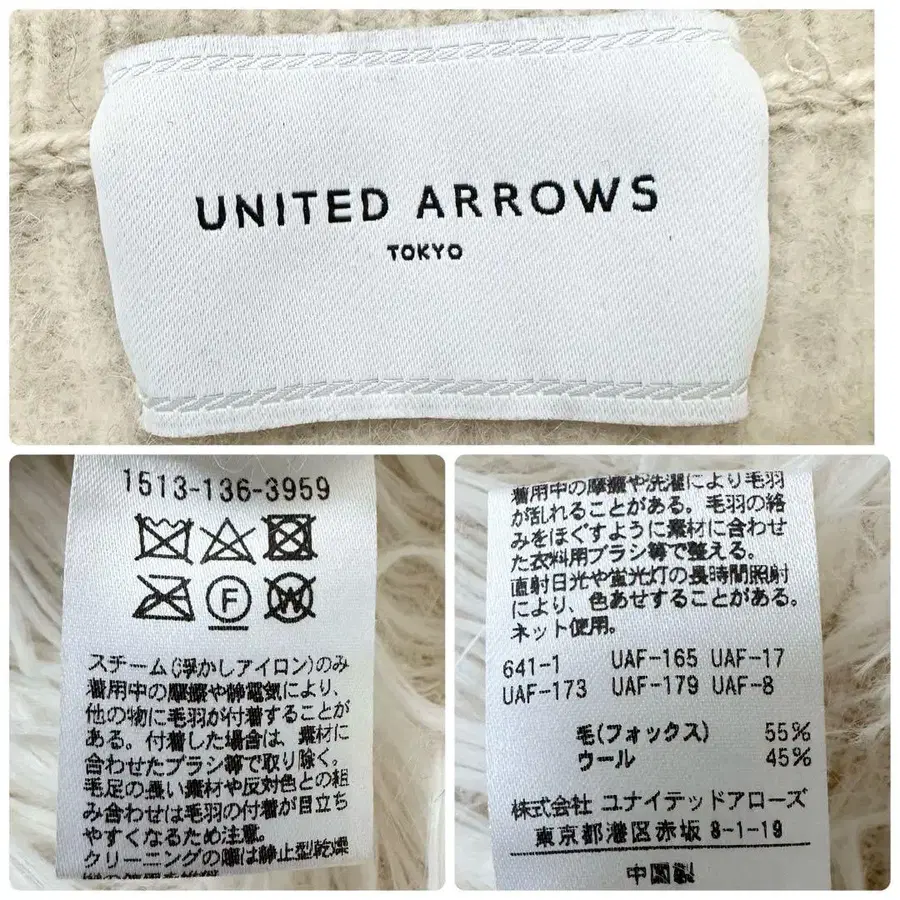 UNITED ARROWS
TOKYO
1513-136-3959
F
W
スチーム(浮かしアイロン)のみ
着用中の摩擦や静電気により、
他の物に毛羽が付着することが
ある。付着した場合は、素材に
合わせたブラシ等で取り除く。
毛足の長い素材や反対色との組
み合わせは毛羽の付着が目立ち
やすくなるため注意。
クリーニングの際は静止型乾燥
着用中の摩擦や洗濯により毛羽
が乱れることがある。毛羽の絡
みをほぐすように素材に合わせ
た衣料用ブラシ等で整える。
直射日光や蛍光灯の長時間照射
により、色あせすることがある。
ネット使用。
641-1 UAF-165 UAF-17
UAF-173 UAF-179 UAF-8
毛(フォックス) 55%
ウール 45%
株式会社 ユナイテッドアローズ
東京都港区赤坂 8-1-19
中国製